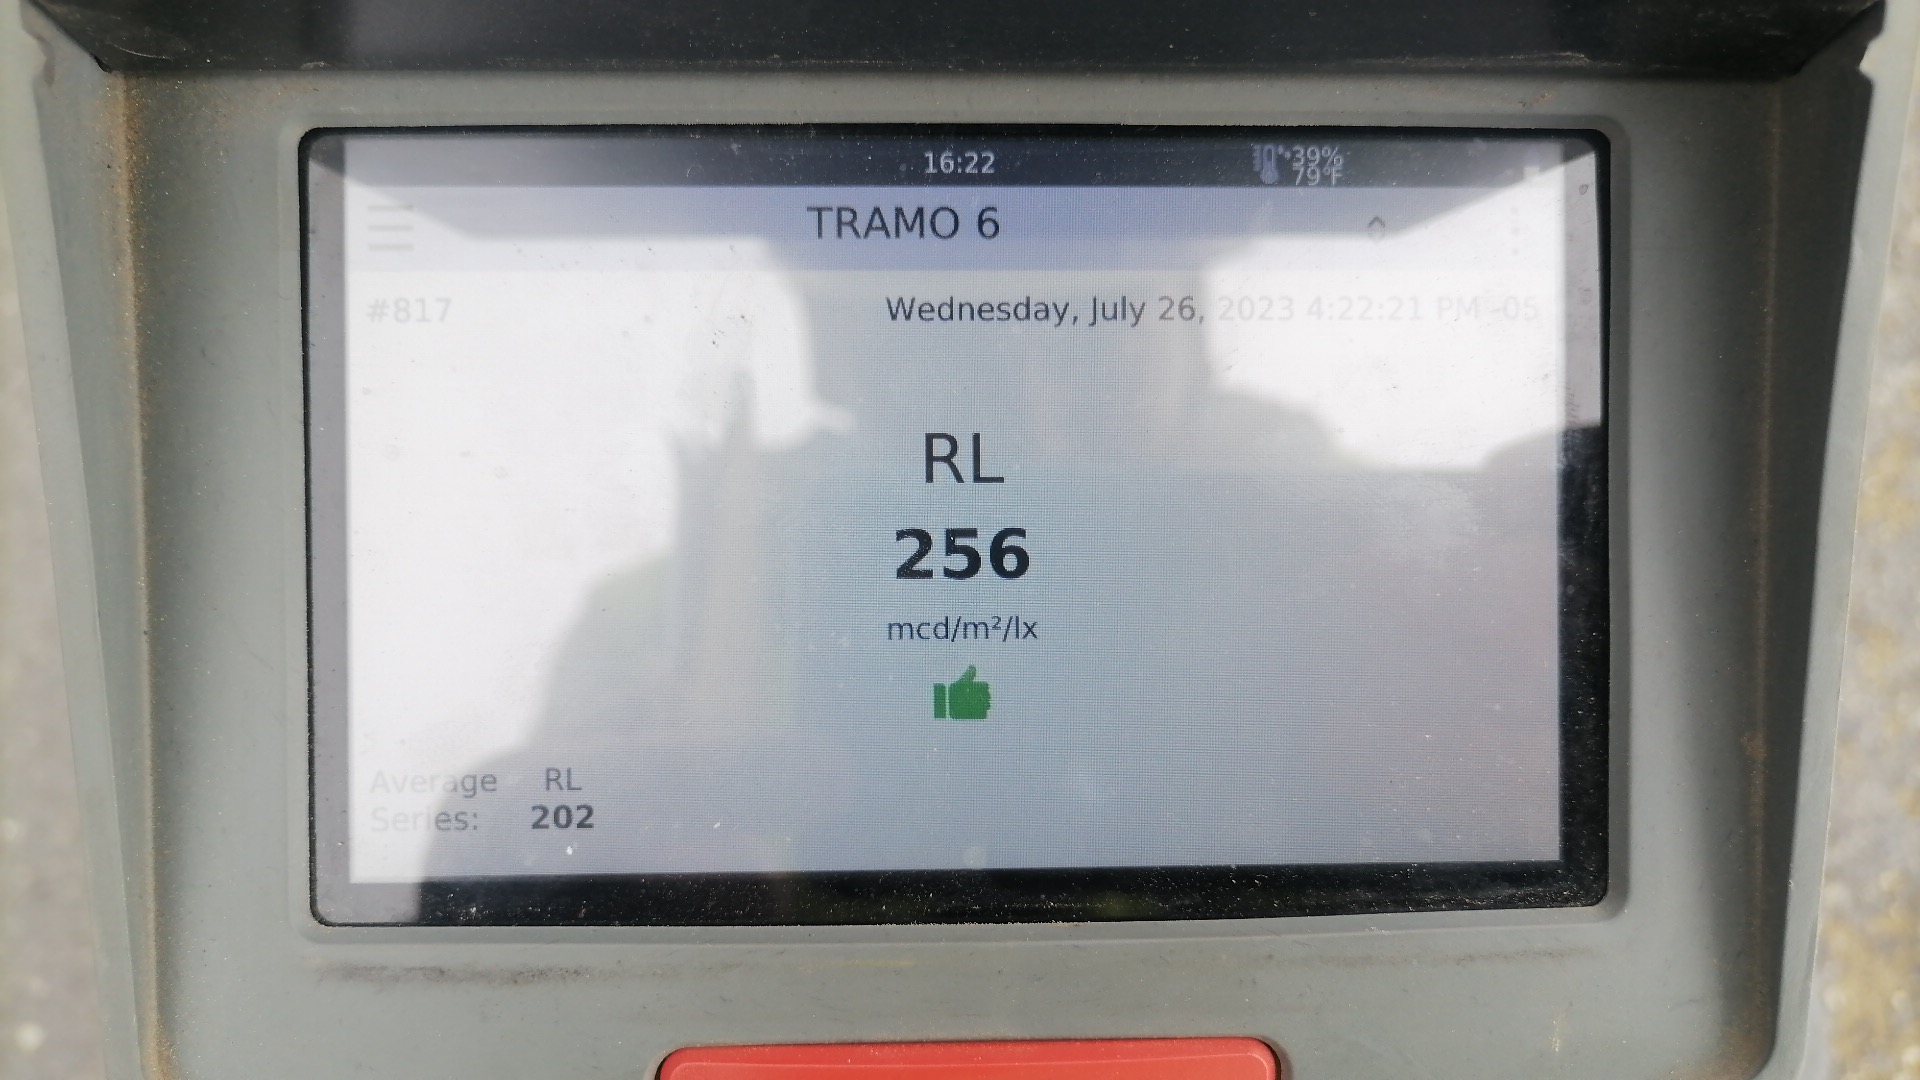 16:22
39%
79°F
TRAMO 6
#817
Wednesday, July 26, 2023 4:22:21 PM -05
RL
256
mcd/m²/lx
Average RL
Series: 202